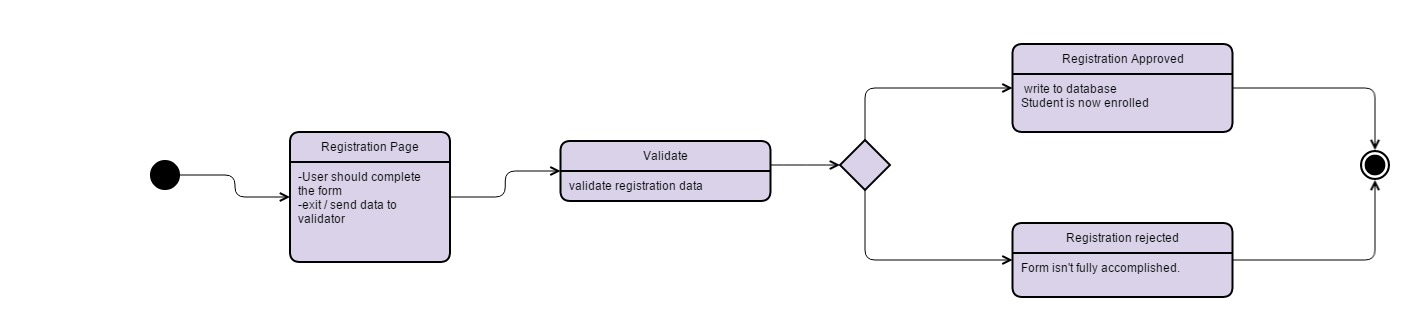 Registration Page
-User should complete
the form
-exit / send data to
validator
Validate
validate registration data
Registration Approved
write to database
Student is now enrolled
Registration rejected
Form isn't fully accomplished.